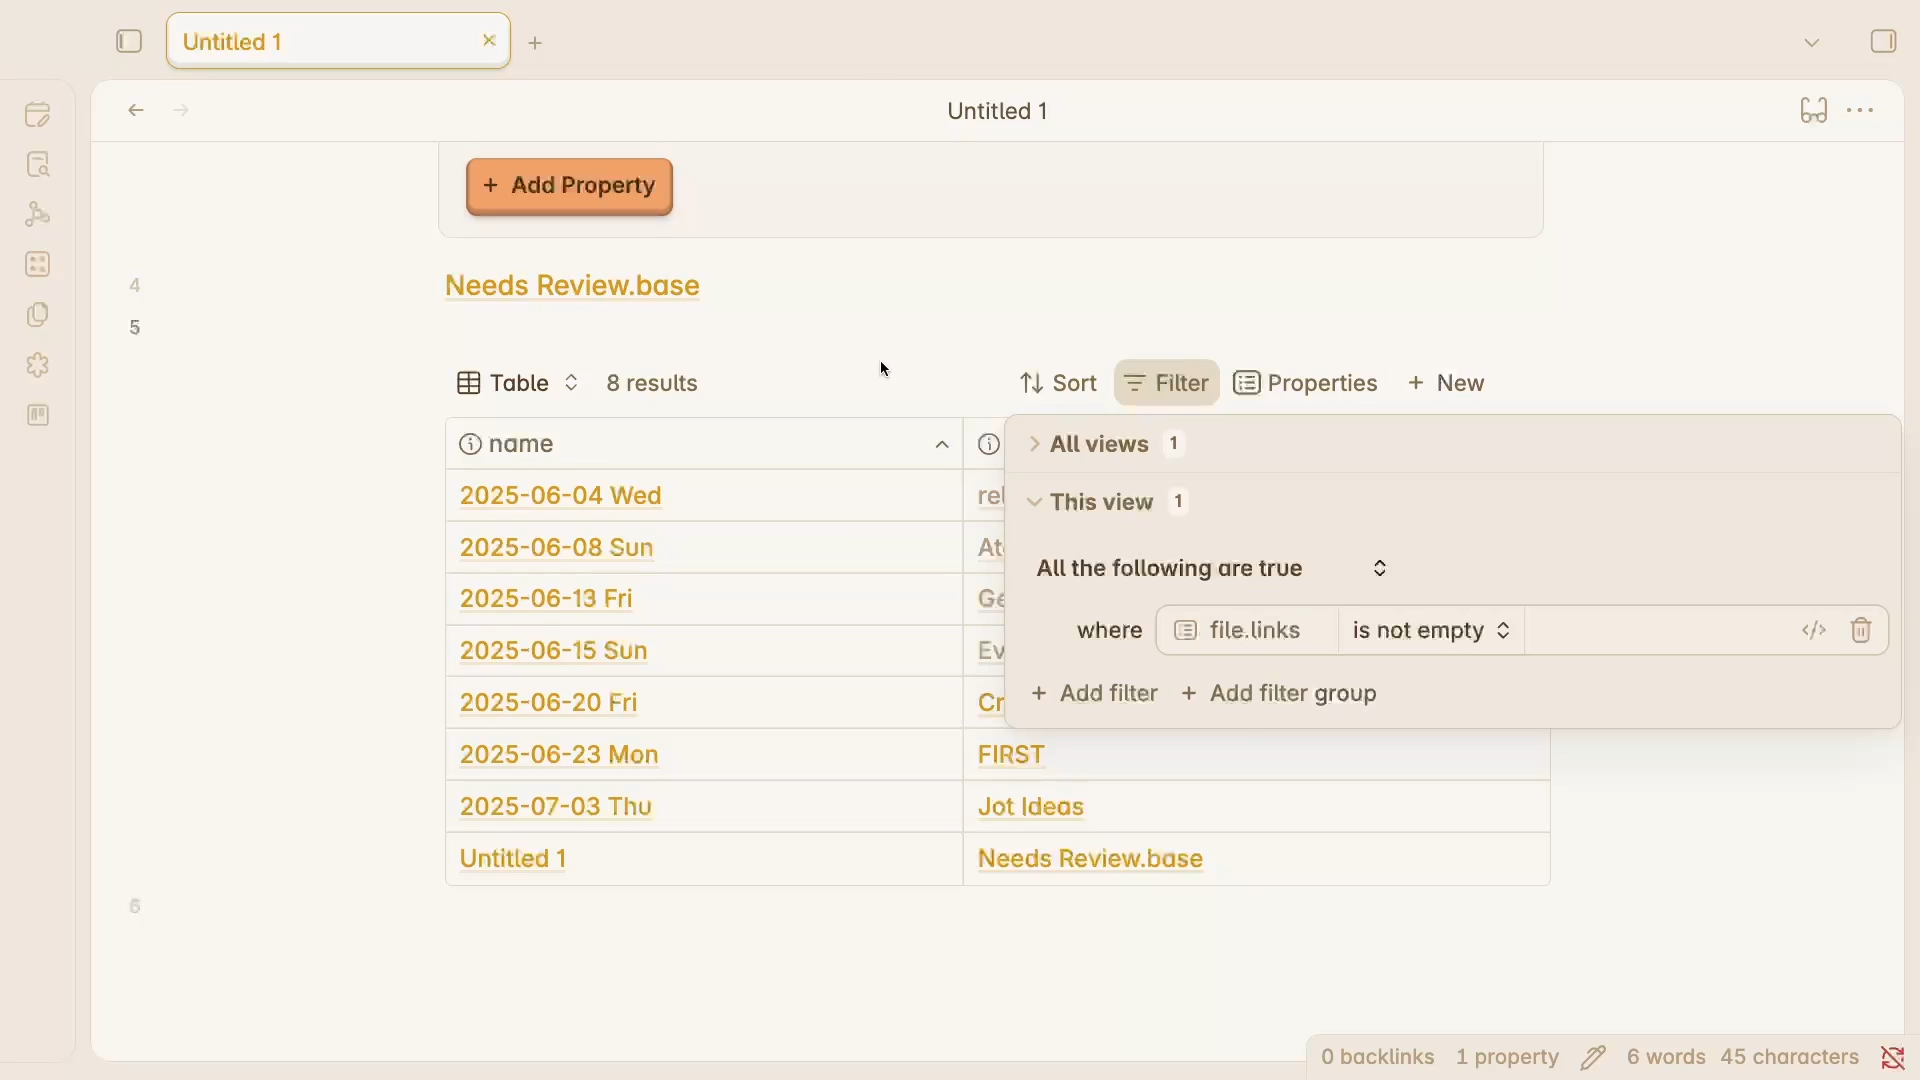 Untitled 1
Untitled 1
+ Add Property
4
Needs Review.base
5
Table 8 results Sort Filter Properties + New
name
All views 1
2025-06-04 Wed
This view 1
2025-06-08 Sun
All the following are true
2025-06-13 Fri
where file.links is not empty
2025-06-15 Sun
+ Add filter + Add filter group
2025-06-20 Fri
2025-06-23 Mon FIRST
2025-07-03 Thu Jot Ideas
Untitled 1 Needs Review.base
6
0 backlinks 1 property 6 words 45 characters